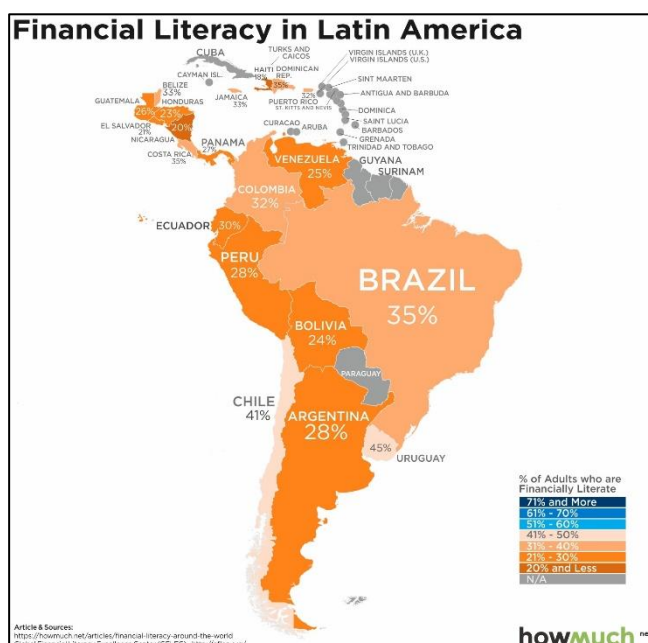 Financial Literacy in Latin America
CUBA
TURKS AND
CAICOS
VIRGIN ISLANDS (U.K.)
VIRGIN ISLANDS (U.S.)
CAYMAN ISL.
HAITI
18%
DOMINICAN
REP.
35%
SINT MAARTEN
BELIZE
33%
JAMAICA
33%
PUERTO RICO
32%
ST. KITTS AND NEVIS
ANTIGUA AND BARBUDA
GUATEMALA
26%
HONDURAS
23%
DOMINICA
EL SALVADOR
21%
20%
NICARAGUA
CURACAO
ARUBA
SAINT LUCIA
BARBADOS
GRENADA
TRINIDAD AND TOBAGO
COSTA RICA
35%
PANAMA
27%
VENEZUELA
25%
GUYANA
SURINAM
COLOMBIA
32%
ECUADOR
30%
PERU
28%
BRAZIL
35%
BOLIVIA
24%
PARAGUAY
CHILE
41%
ARGENTINA
28%
45%
URUGUAY
% of Adults who are
Financially Literate
71% and More
61% - 70%
51% - 60%
41% - 50%
31% - 40%
21% - 30%
20% and Less
N/A
Article & Sources:
https://howmuch.net/articles/financial-literacy-around-the-world
howmuch.net